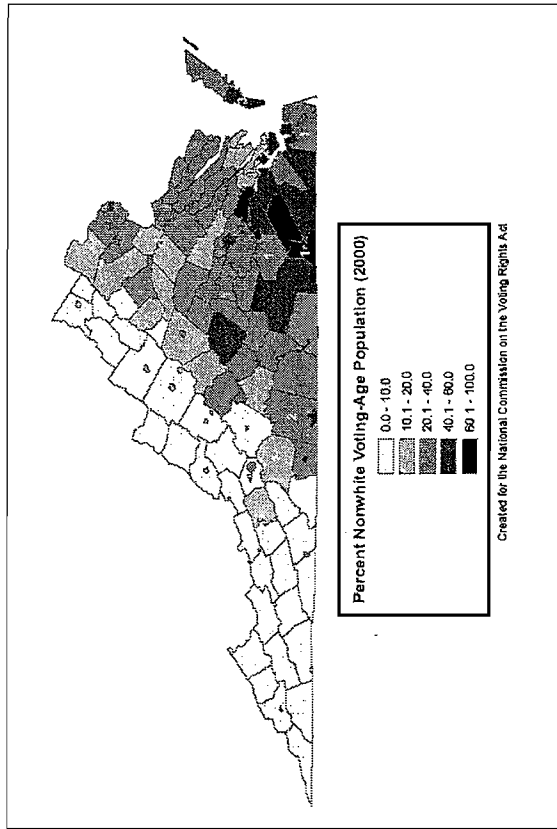 Percent Nonwhite Voting-Age Population (2000)
0.0 - 10.0
10.1 - 20.0
20.1 - 40.0
40.1 - 60.0
60.1 - 100.0
Created for the National Commission on the Voting Rights Act